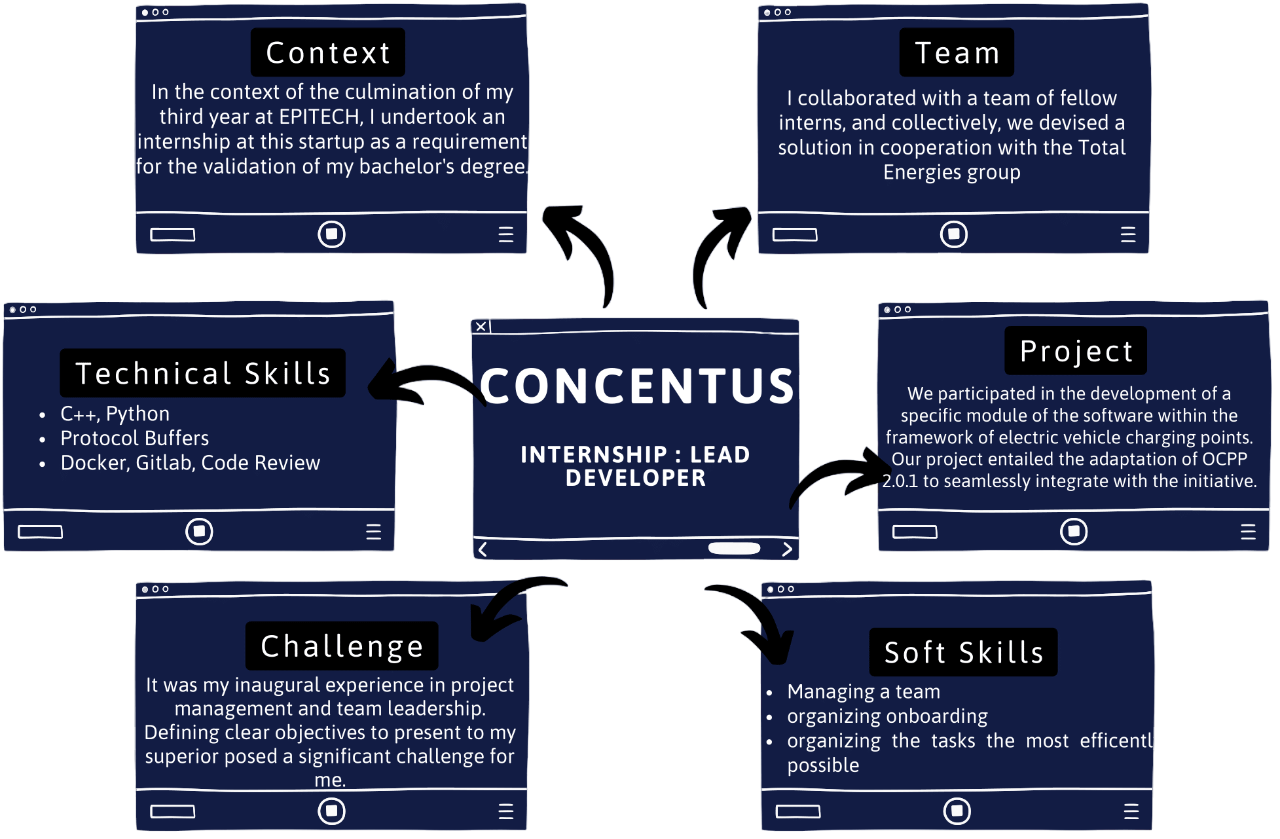 Context
In the context of the culmination of my
third year at EPITECH, I undertook an
internship at this startup as a requirement
for the validation of my bachelor's degree.
Team
I collaborated with a team of fellow
interns, and collectively, we devised a
solution in cooperation with the Total
Energies group
Technical Skills
• C++, Python
• Protocol Buffers
• Docker, Gitlab, Code Review
CONCENTUS
INTERNSHIP : LEAD
DEVELOPER
Project
We participated in the development of a
specific module of the software within the
framework of electric vehicle charging points.
Our project entailed the adaptation of OCPP
2.0.1 to seamlessly integrate with the initiative.
Challenge
It was my inaugural experience in project
management and team leadership.
Defining clear objectives to present to my
superior posed a significant challenge for
me.
Soft Skills
• Managing a team
• organizing onboarding
• organizing the tasks the most efficentl
possible